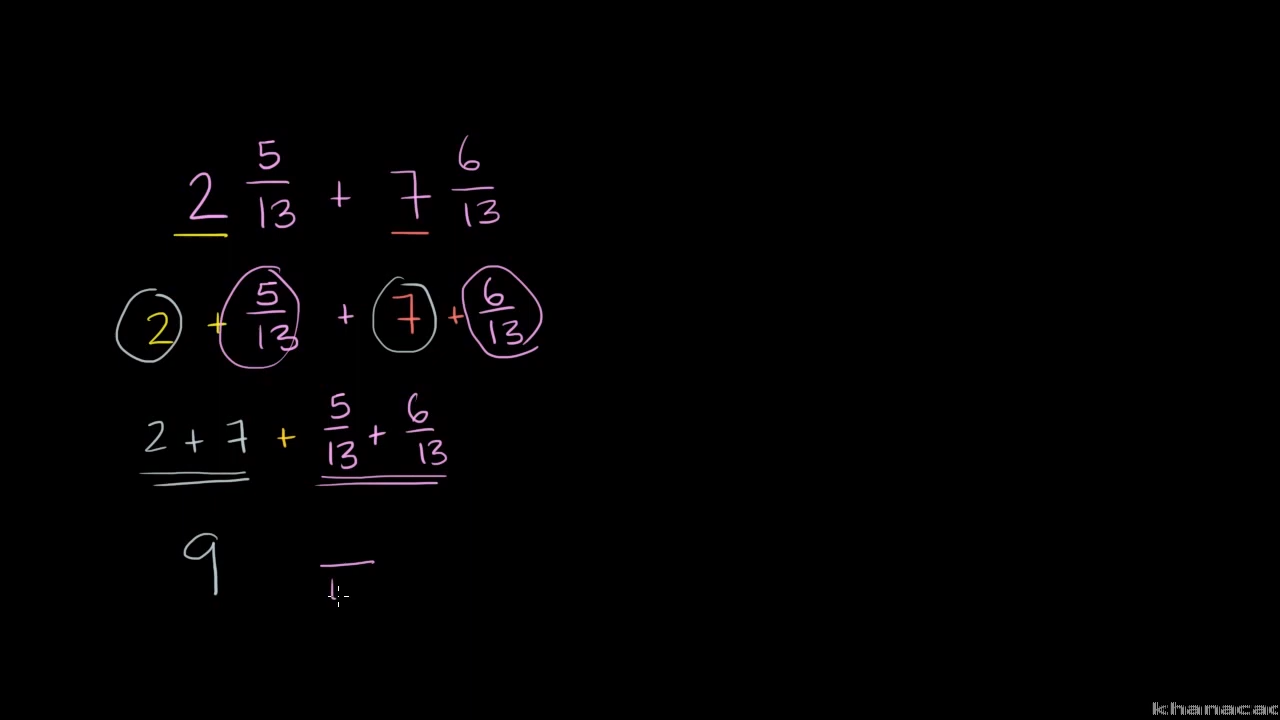 2 5/13 + 7 6/13
2 + 5/13 + 7 + 6/13
2 + 7 + 5/13 + 6/13
9
khanacac